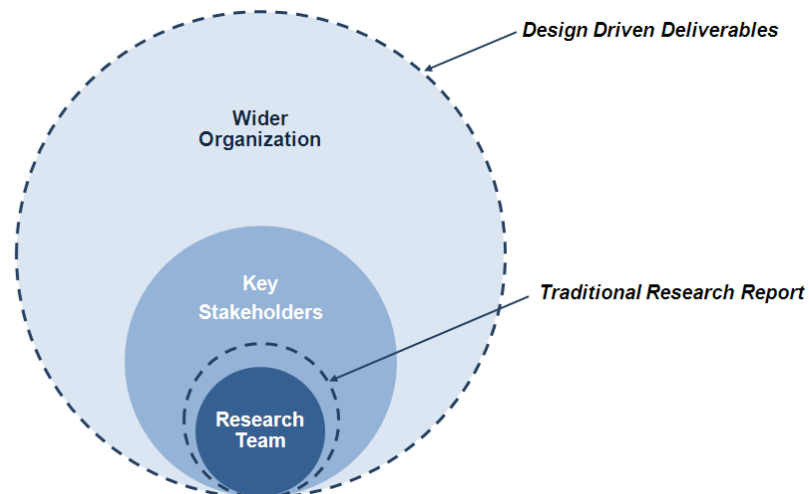 Design Driven Deliverables
Wider
Organization
Key
Stakeholders
Traditional Research Report
Research
Team